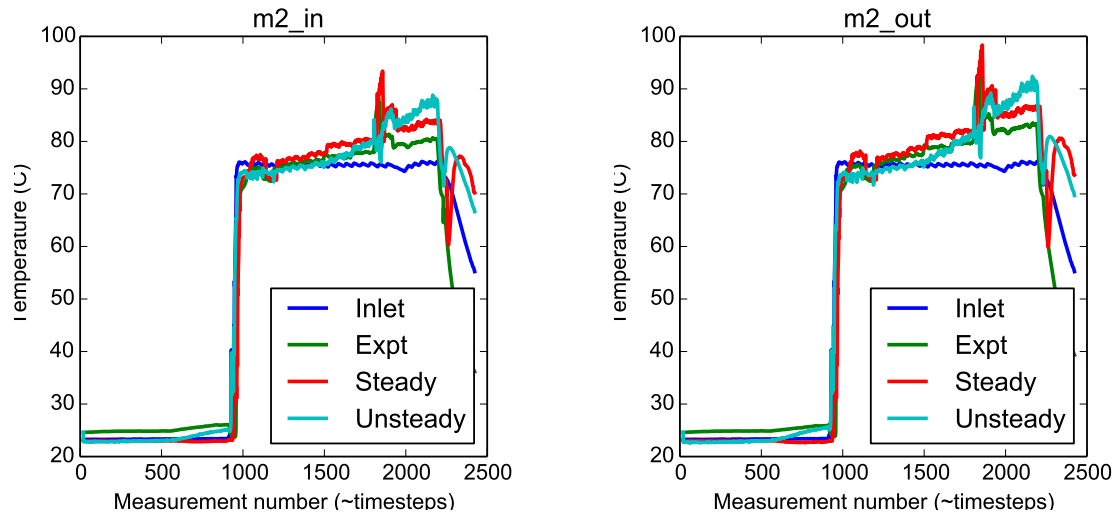 m2_in
100
90
80
70
60
50
40
30
20
0
500
1000
1500
2000
2500
Temperature (C)
Measurement number (~timesteps)
Inlet
Expt
Steady
Unsteady
m2_out
100
90
80
70
60
50
40
30
20
0
500
1000
1500
2000
2500
Temperature (C)
Measurement number (~timesteps)
Inlet
Expt
Steady
Unsteady